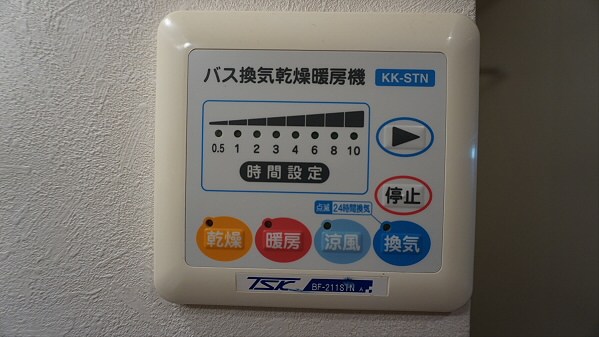 バス換気乾燥暖房機 KK-STN
0.5 1 2 3 4 6 8 10
時間設定
停止
点滅 24時間換気
乾燥 暖房 涼風 換気
TSK BF-211STN A